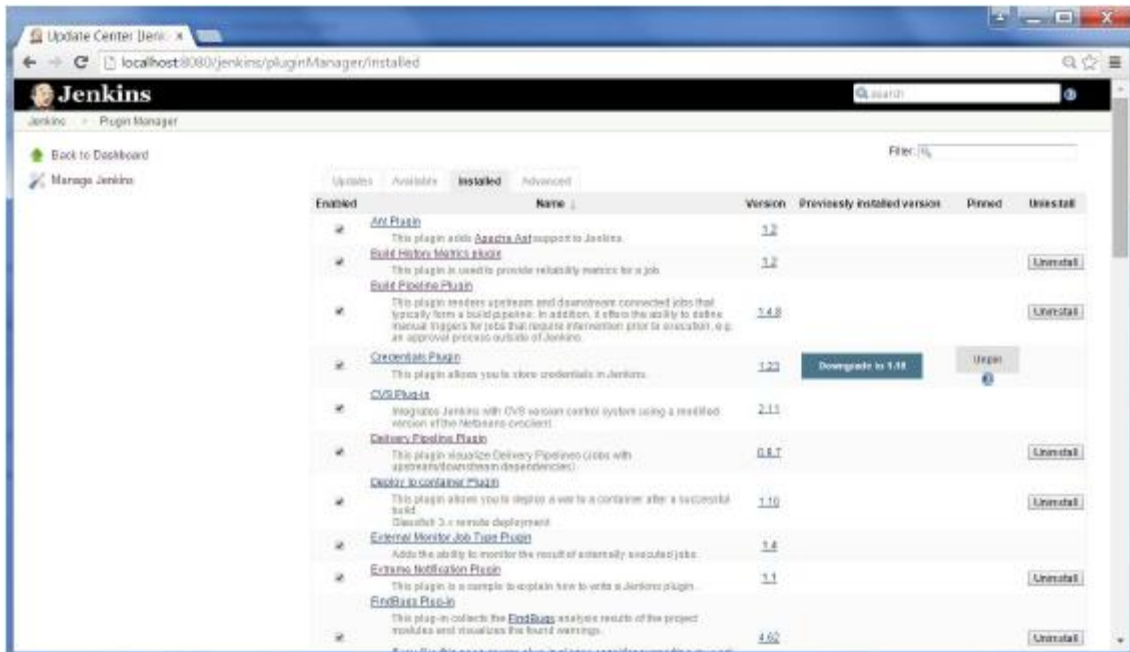 Update Center [Jenk
localhost:8080/jenkins/pluginManager/installed
Jenkins
search
Jenkins Plugin Manager
Back to Dashboard
Filter:
Manage Jenkins
Updates Available Installed Advanced
Enabled Name ↓ Version Previously installed version Pinned Uninstall
Ant Plugin
This plugin adds Apache Ant support to Jenkins.
1.2
Build History Metrics plugin
This plugin is used to provide reliability metrics for a job
1.2 Uninstall
Build Pipeline Plugin
This plugin renders upstream and downstream connected jobs that
typically form a build pipeline. In addition, it offers the ability to define
manual triggers for jobs that require intervention prior to execution, e.g.
an approval process outside of Jenkins.
1.4.8 Uninstall
Credentials Plugin
This plugin allows you to store credentials in Jenkins.
1.23 Downgrade to 1.18 Unpin
CVS Plug-in
Integrates Jenkins with CVS version control system using a modified
version of the Netbeans cvsclient.
2.11
Delivery Pipeline Plugin
This plugin visualize Delivery Pipelines (Jobs with
upstream/downstream dependencies)
0.8.7 Uninstall
Deploy to container Plugin
This plugin allows you to deploy a war to a container after a successful
build.
Glassfish 3.x remote deployment
1.10 Uninstall
External Monitor Job Type Plugin
Adds the ability to monitor the result of externally executed jobs.
1.4
Extreme Notification Plugin
This plugin is a sample to explain how to write a Jenkins plugin.
1.1 Uninstall
FindBugs Plug-in
This plug-in collects the FindBugs analysis results of the project
modules and visualizes the found warnings.
4.62 Uninstall